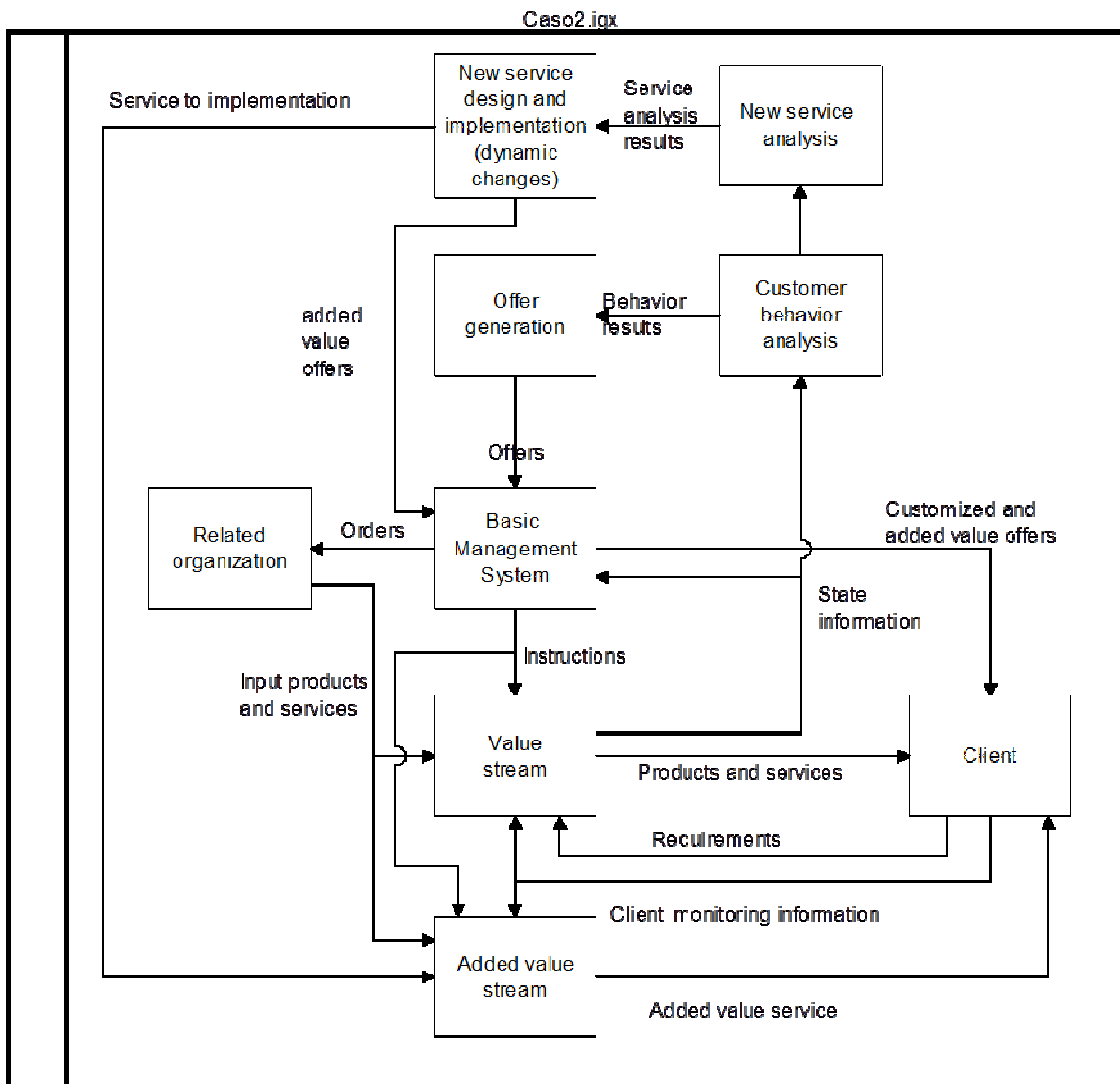 Caso2.igx
New service
design and
implementation
(dynamic
changes)
Service to implementation
Service
analysis
results
New service
analysis
Offer
generation
Behavior
results
Customer
behavior
analysis
added
value
offers
Offers
Related
organization
Orders
Basic
Management
System
Customized and
added value offers
State
information
Instructions
Input products
and services
Value
stream
Products and services
Client
Recuirements
Client monitoring information
Added value
stream
Added value service